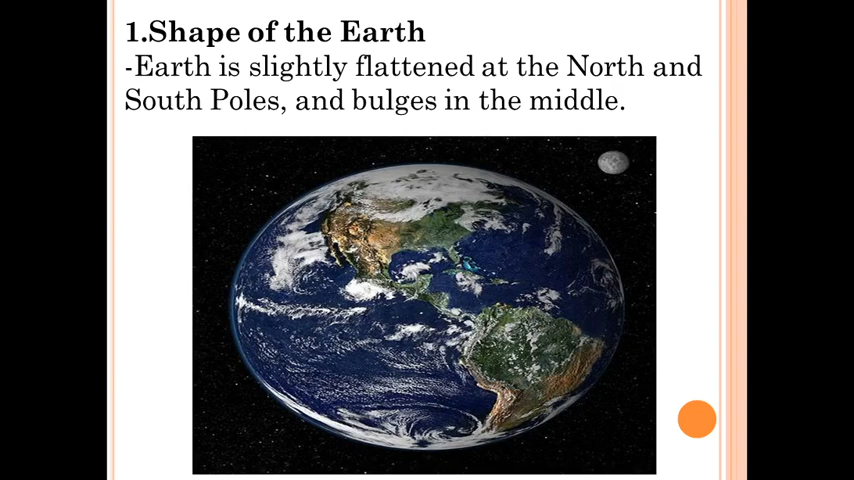 1.Shape of the Earth
-Earth is slightly flattened at the North and
South Poles, and bulges in the middle.